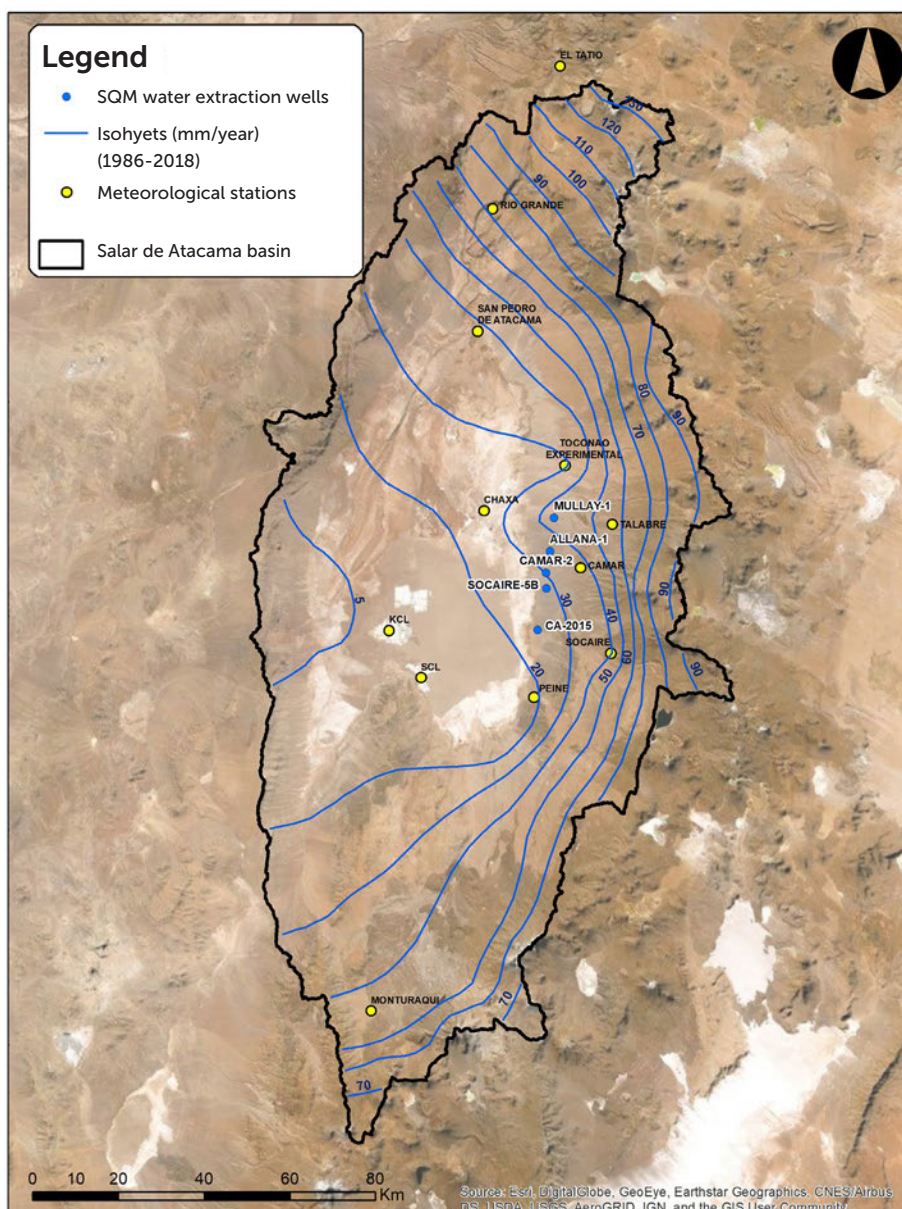 Legend
SQM water extraction wells
Isohyets (mm/year)
(1986-2018)
Meteorological stations
Salar de Atacama basin
EL TATIO
130
120
110
100
90
RIO GRANDE
SAN PEDRO
DE ATACAMA
80
90
70
TOCONAO
EXPERIMENTAL
CHAXA
MULLAY-1
TALABRE
ALLANA-1
CAMAR-2
CAMAR
SOCAIRE-5B
90
30
5
40
KCL
CA-2015
SOCAIRE
60
SCL
20
50
90
PEINE
70
MONTURAQUI
70
0 20 40 60 80
Km
Source: Esri, DigitalGlobe, GeoEye, Earthstar Geographics, CNES/Airbus
DS, USDA, USGS, AeroGRID, IGN, and the GIS User Community